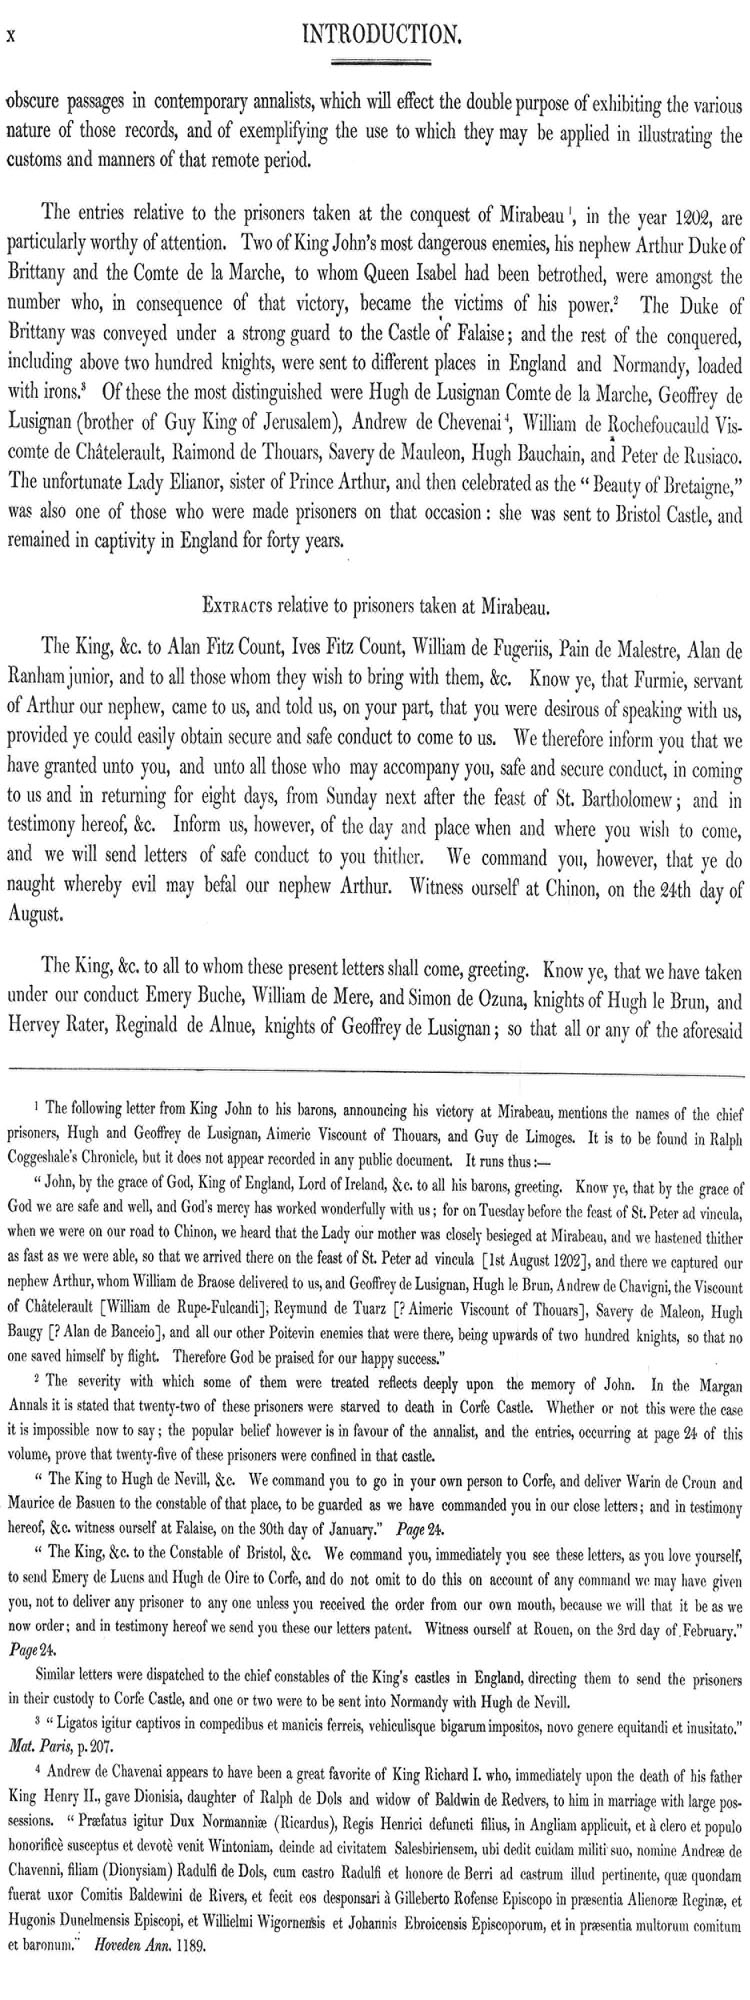 x
INTRODUCTION.
obscure passages in contemporary annalists, which will effect the double purpose of exhibiting the various
nature of those records, and of exemplifying the use to which they may be applied in illustrating the
customs and manners of that remote period.
The entries relative to the prisoners taken at the conquest of Mirabeau ¹, in the year 1202, are
particularly worthy of attention. Two of King John's most dangerous enemies, his nephew Arthur Duke of
Brittany and the Comte de la Marche, to whom Queen Isabel had been betrothed, were amongst the
number who, in consequence of that victory, became the victims of his power.² The Duke of
Brittany was conveyed under a strong guard to the Castle of Falaise; and the rest of the conquered,
including above two hundred knights, were sent to different places in England and Normandy, loaded
with irons.³ Of these the most distinguished were Hugh de Lusignan Comte de la Marche, Geoffrey de
Lusignan (brother of Guy King of Jerusalem), Andrew de Chevenai ⁴, William de Rochefoucauld Vis-
comte de Châtelerault, Raimond de Thouars, Savery de Mauleon, Hugh Bauchain, and Peter de Rusiaco.
The unfortunate Lady Elianor, sister of Prince Arthur, and then celebrated as the " Beauty of Bretaigne,"
was also one of those who were made prisoners on that occasion : she was sent to Bristol Castle, and
remained in captivity in England for forty years.
EXTRACTS relative to prisoners taken at Mirabeau.
The King, &c. to Alan Fitz Count, Ives Fitz Count, William de Fugeriis, Pain de Malestre, Alan de
Ranham junior, and to all those whom they wish to bring with them, &c. Know ye, that Furmie, servant
of Arthur our nephew, came to us, and told us, on your part, that you were desirous of speaking with us,
provided ye could easily obtain secure and safe conduct to come to us. We therefore inform you that we
have granted unto you, and unto all those who may accompany you, safe and secure conduct, in coming
to us and in returning for eight days, from Sunday next after the feast of St. Bartholomew; and in
testimony hereof, &c. Inform us, however, of the day and place when and where you wish to come,
and we will send letters of safe conduct to you thither. We command you, however, that ye do
naught whereby evil may befal our nephew Arthur. Witness ourself at Chinon, on the 24th day of
August.
The King, &c. to all to whom these present letters shall come, greeting. Know ye, that we have taken
under our conduct Emery Buche, William de Mere, and Simon de Ozuna, knights of Hugh le Brun, and
Hervey Rater, Reginald de Alnue, knights of Geoffrey de Lusignan; so that all or any of the aforesaid
¹ The following letter from King John to his barons, announcing his victory at Mirabeau, mentions the names of the chief
prisoners, Hugh and Geoffrey de Lusignan, Aimeric Viscount of Thouars, and Guy de Limoges. It is to be found in Ralph
Coggeshale's Chronicle, but it does not appear recorded in any public document. It runs thus :—
" John, by the grace of God, King of England, Lord of Ireland, &c. to all his barons, greeting. Know ye, that by the grace of
God we are safe and well, and God's mercy has worked wonderfully with us; for on Tuesday before the feast of St. Peter ad vincula,
when we were on our road to Chinon, we heard that the Lady our mother was closely besieged at Mirabeau, and we hastened thither
as fast as we were able, so that we arrived there on the feast of St. Peter ad vincula [1st August 1202], and there we captured our
nephew Arthur, whom William de Braose delivered to us, and Geoffrey de Lusignan, Hugh le Brun, Andrew de Chavigni, the Viscount
of Châtelerault [William de Rupe-Fulcandi], Reymund de Tuarz [? Aimeric Viscount of Thouars], Savery de Maleon, Hugh
Baugy [? Alan de Banceio], and all our other Poitevin enemies that were there, being upwards of two hundred knights, so that no
one saved himself by flight. Therefore God be praised for our happy success."
² The severity with which some of them were treated reflects deeply upon the memory of John. In the Margan
Annals it is stated that twenty-two of these prisoners were starved to death in Corfe Castle. Whether or not this were the case
it is impossible now to say; the popular belief however is in favour of the annalist, and the entries, occurring at page 24 of this
volume, prove that twenty-five of these prisoners were confined in that castle.
" The King to Hugh de Nevill, &c. We command you to go in your own person to Corfe, and deliver Warin de Croun and
Maurice de Basuen to the constable of that place, to be guarded as we have commanded you in our close letters; and in testimony
hereof, &c. witness ourself at Falaise, on the 30th day of January." Page 24.
" The King, &c. to the Constable of Bristol, &c. We command you, immediately you see these letters, as you love yourself,
to send Emery de Luens and Hugh de Oire to Corfe, and do not omit to do this on account of any command we may have given
you, not to deliver any prisoner to any one unless you received the order from our own mouth, because we will that it be as we
now order; and in testimony hereof we send you these our letters patent. Witness ourself at Rouen, on the 3rd day of February."
Page 24.
Similar letters were dispatched to the chief constables of the King's castles in England, directing them to send the prisoners
in their custody to Corfe Castle, and one or two were to be sent into Normandy with Hugh de Nevill.
³ " Ligatos igitur captivos in compedibus et manicis ferreis, vehiculisque bigarum impositos, novo genere equitandi et inusitato."
Mat. Paris, p. 207.
⁴ Andrew de Chavenai appears to have been a great favorite of King Richard I. who, immediately upon the death of his father
King Henry II., gave Dionisia, daughter of Ralph de Dols and widow of Baldwin de Redvers, to him in marriage with large pos-
sessions. " Præfatus igitur Dux Normanniæ (Ricardus), Regis Henrici defuncti filius, in Angliam applicuit, et à clero et populo
honorificè susceptus et devotè venit Wintoniam, deinde ad civitatem Salesbiriensem, ubi dedit cuidam militi suo, nomine Andreæ de
Chavenni, filiam (Dionysiam) Radulfi de Dols, cum castro Radulfi et honore de Berri ad castrum illud pertinente, quæ quondam
fuerat uxor Comitis Baldewini de Rivers, et fecit eos desponsari à Gilleberto Rofense Episcopo in præsentia Alienoræ Reginæ, et
Hugonis Dunelmensis Episcopi, et Willielmi Wigornensis et Johannis Ebroicensis Episcoporum, et in præsentia multorum comitum
et baronum." Hoveden Ann. 1189.